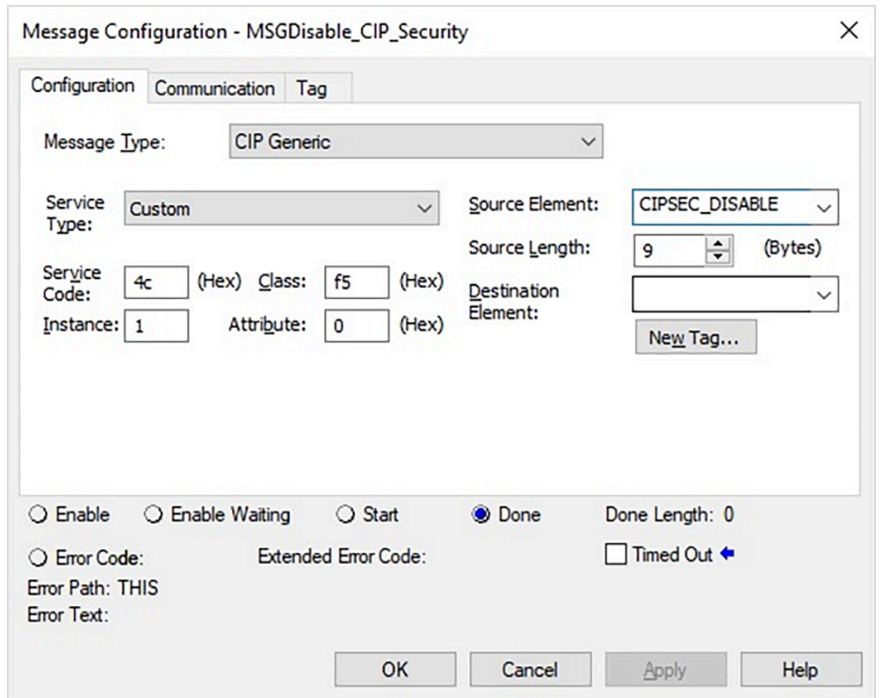 Message Configuration - MSGDisable_CIP_Security
Configuration Communication Tag
Message Type: CIP Generic
Service Type: Custom
Source Element: CIPSEC_DISABLE
Source Length: 9 (Bytes)
Service Code: 4c (Hex) Class: f5 (Hex)
Destination Element:
Instance: 1 Attribute: 0 (Hex)
New Tag...
Enable Enable Waiting Start Done Done Length: 0
Error Code: Extended Error Code: Timed Out
Error Path: THIS
Error Text:
OK Cancel Apply Help